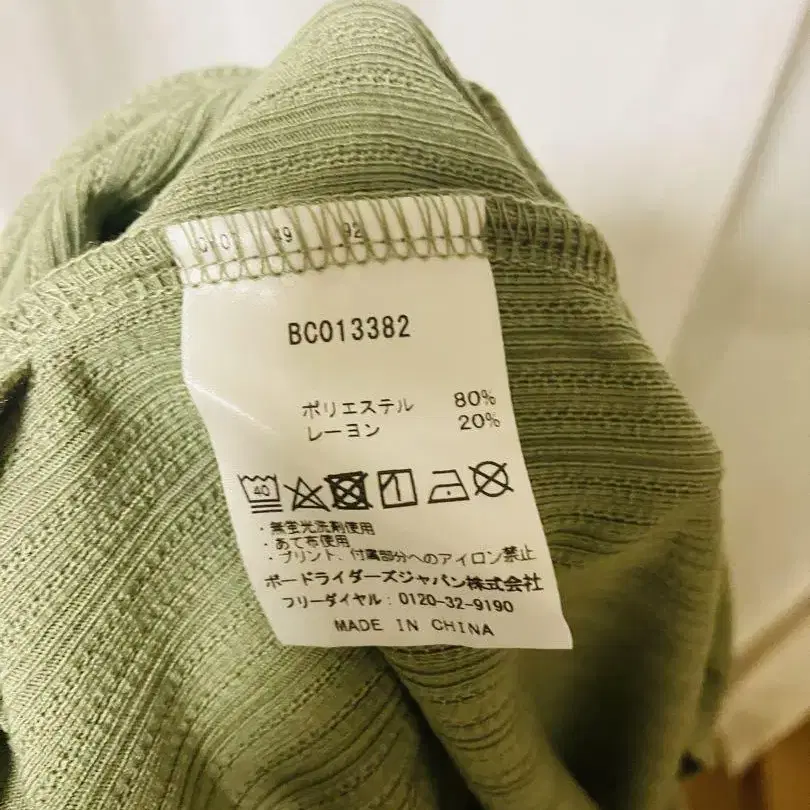 BC013382
ポリエステル 80%
レーヨン 20%
40
・無蛍光洗剤使用
・あて布使用
・プリント、付属部分へのアイロン禁止
ボードライダーズジャパン株式会社
フリーダイヤル：0120-32-9190
MADE IN CHINA